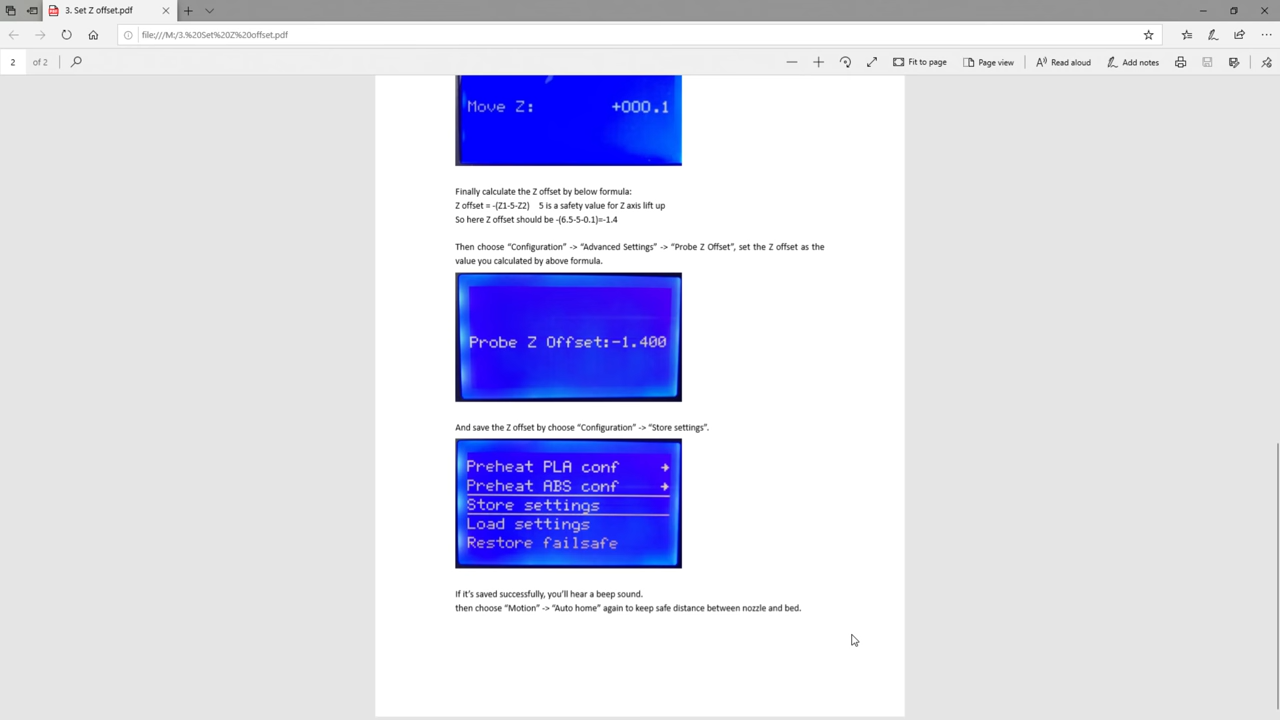 3. Set Z offset.pdf
file:///M:/3.%20Set%20Z%20offset.pdf
2 of 2
Fit to page
Page view
Read aloud
Add notes
Move Z: +000.1
Finally calculate the Z offset by below formula:
Z offset = -(Z1-5-Z2) 5 is a safety value for Z axis lift up
So here Z offset should be -(6.5-5-0.1)=-1.4
Then choose “Configuration” -> “Advanced Settings” -> “Probe Z Offset”, set the Z offset as the
value you calculated by above formula.
Probe Z Offset:-1.400
And save the Z offset by choose “Configuration” -> “Store settings”.
Preheat PLA conf →
Preheat ABS conf →
Store settings
Load settings
Restore failsafe
If it’s saved successfully, you’ll hear a beep sound.
then choose “Motion” -> “Auto home” again to keep safe distance between nozzle and bed.